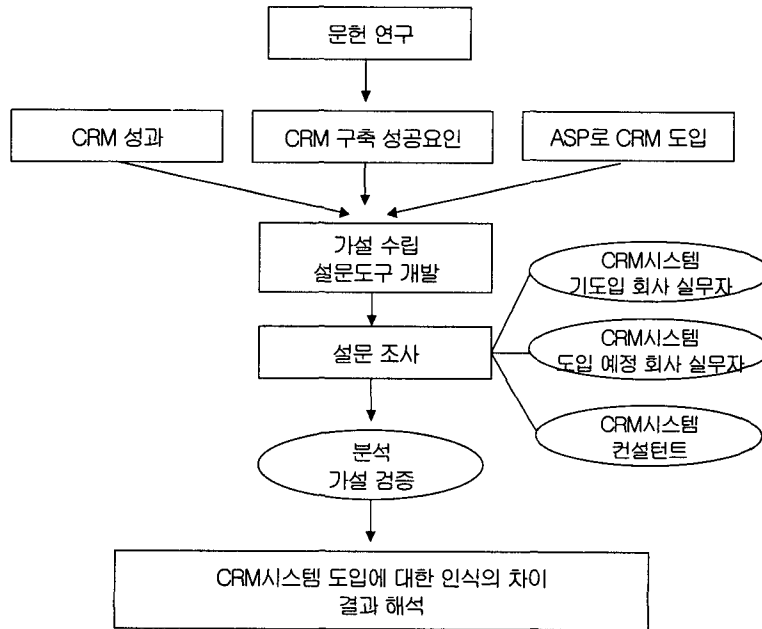 문헌 연구
CRM 성과
CRM 구축 성공요인
ASP로 CRM 도입
가설 수립
설문도구 개발
CRM시스템
기도입 회사 실무자
설문 조사
CRM시스템
도입 예정 회사 실무자
CRM시스템
컨설턴트
분석
가설 검증
CRM시스템 도입에 대한 인식의 차이
결과 해석